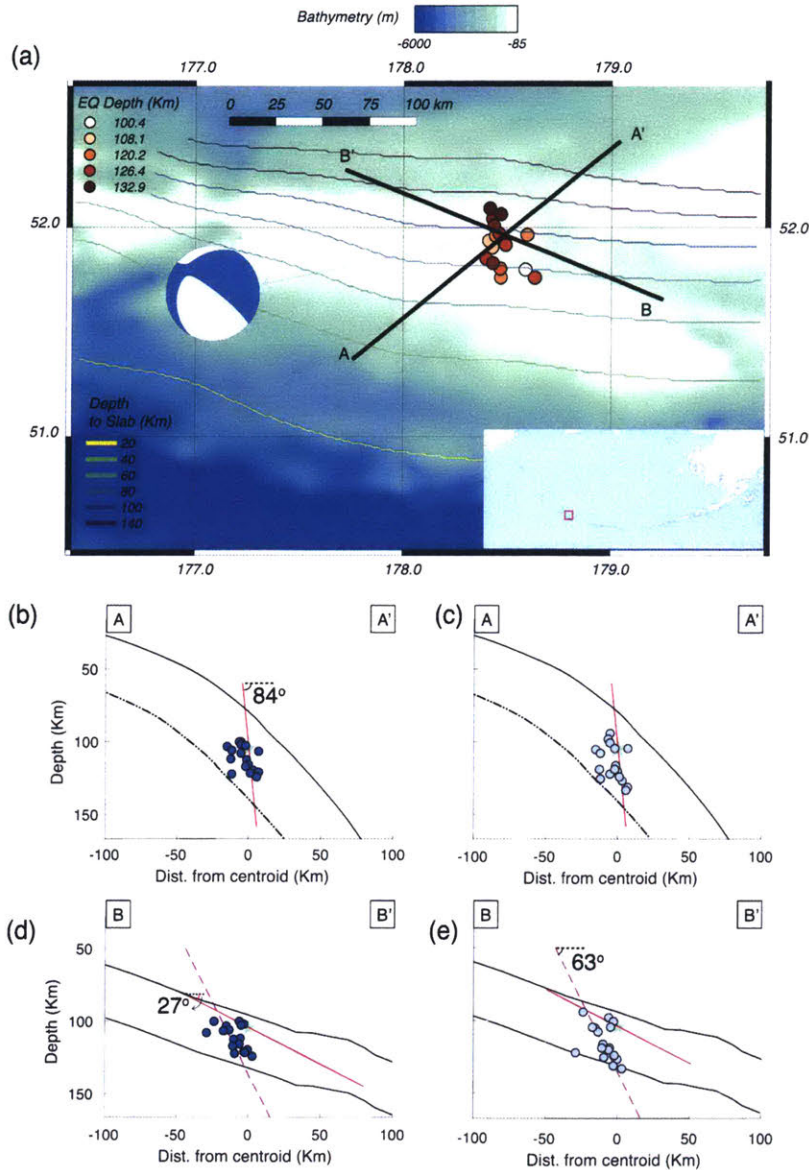 Bathymetry (m)
-6000 -85
(a)
177.0 178.0 179.0
EQ Depth (Km)
0 25 50 75 100 km
100.4
108.1
120.2
126.4
132.9
A'
B'
52.0 52.0
B
A
Depth
to Slab (Km)
51.0 51.0
20
40
60
80
100
160
177.0 178.0 179.0
(b) A A' (c) A A'
50
84°
Depth (Km)
100
150
-100 -50 0 50 100 -100 -50 0 50 100
Dist. from centroid (Km) Dist. from centroid (Km)
(d) B B' (e) B B'
50
63°
27°
Depth (Km)
100
150
-100 -50 0 50 100 -100 -50 0 50 100
Dist. from centroid (Km) Dist. from centroid (Km)